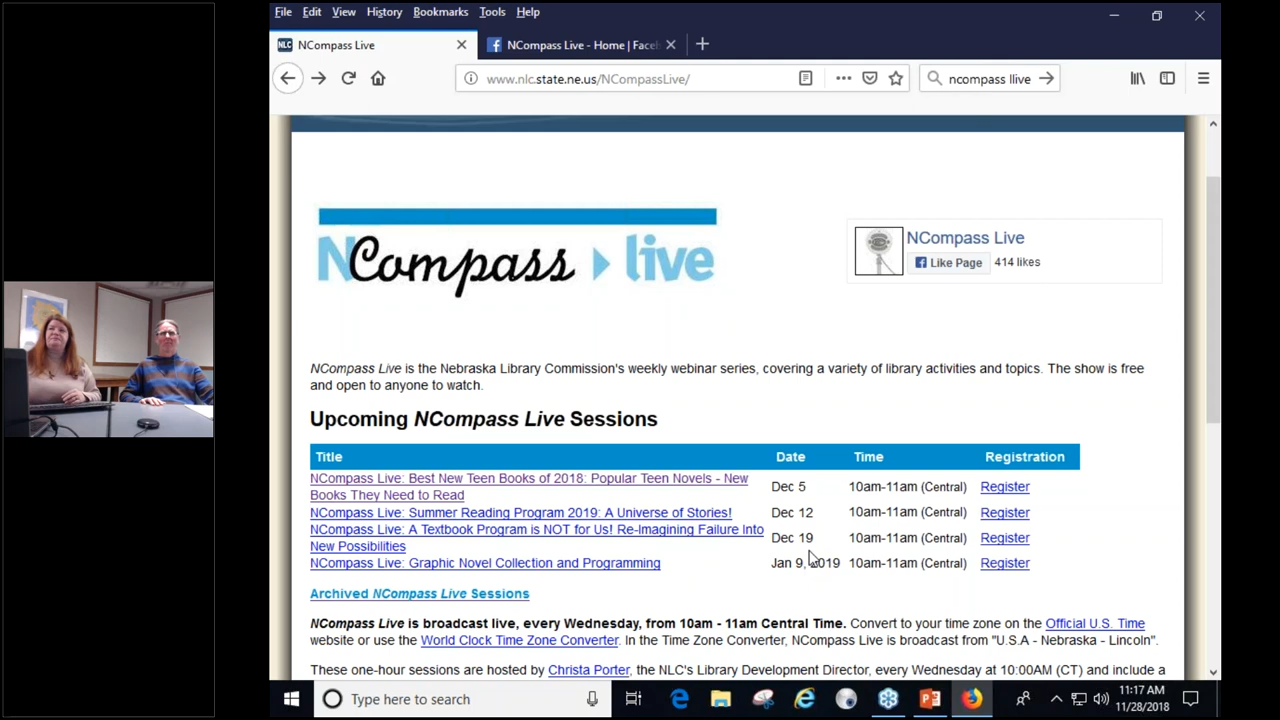 File Edit View History Bookmarks Tools Help
NLC NCompass Live
NCompass Live - Home | Facel
www.nlc.state.ne.us/NCompassLive/
ncompass llive
NCompass live
NCompass Live
Like Page 414 likes
NCompass Live is the Nebraska Library Commission's weekly webinar series, covering a variety of library activities and topics. The show is free
and open to anyone to watch.
Upcoming NCompass Live Sessions
Title Date Time Registration
NCompass Live: Best New Teen Books of 2018: Popular Teen Novels - New
Books They Need to Read Dec 5 10am-11am (Central) Register
NCompass Live: Summer Reading Program 2019: A Universe of Stories! Dec 12 10am-11am (Central) Register
NCompass Live: A Textbook Program is NOT for Us! Re-Imagining Failure Into
New Possibilities Dec 19 10am-11am (Central) Register
NCompass Live: Graphic Novel Collection and Programming Jan 9, 2019 10am-11am (Central) Register
Archived NCompass Live Sessions
NCompass Live is broadcast live, every Wednesday, from 10am - 11am Central Time. Convert to your time zone on the Official U.S. Time
website or use the World Clock Time Zone Converter. In the Time Zone Converter, NCompass Live is broadcast from "U.S.A - Nebraska - Lincoln".
These one-hour sessions are hosted by Christa Porter, the NLC's Library Development Director, every Wednesday at 10:00AM (CT) and include a
Type here to search
11:17 AM
11/28/2018